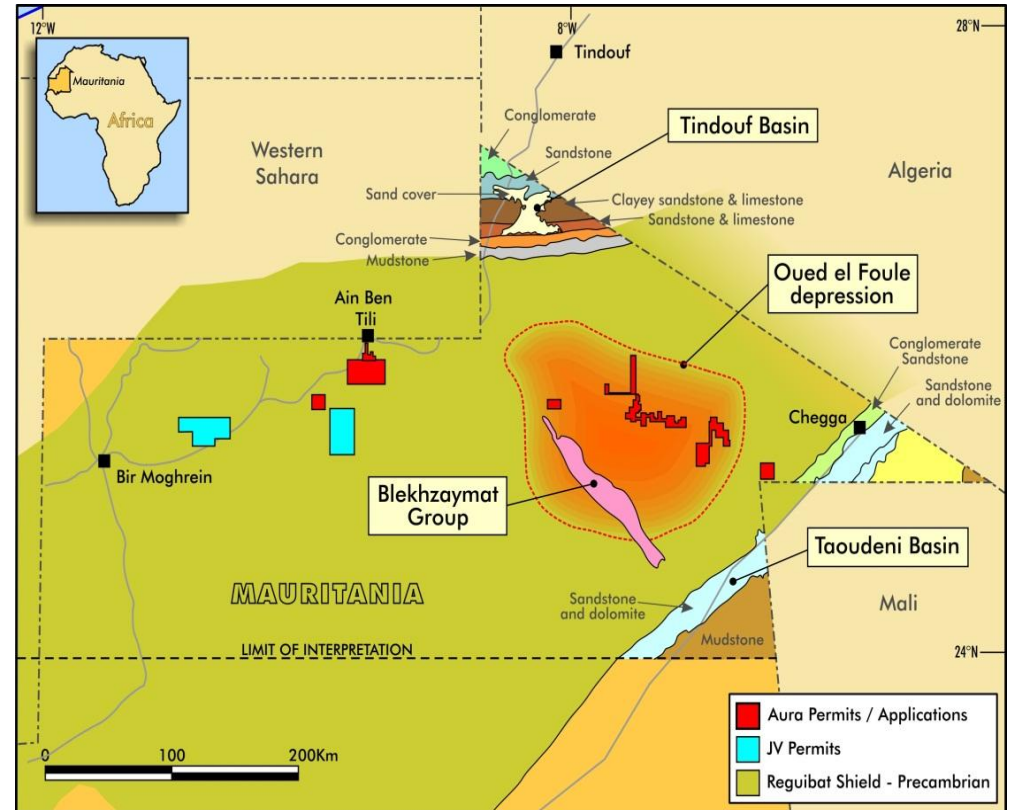 12°W
8°W
28°N
Tindouf
Mauritania
Africa
Conglomerate
Tindouf Basin
Western
Sahara
Sandstone
Algeria
Sand cover
Clayey sandstone & limestone
Sandstone & limestone
Conglomerate
Mudstone
Oued el Foule
depression
Ain Ben
Tili
Conglomerate
Sandstone
Sandstone
and dolomite
Chegga
Bir Moghrein
Blekhzaymat
Group
Taoudeni Basin
MAURITANIA
Sandstone
and dolomite
Mali
Mudstone
LIMIT OF INTERPRETATION
24°N
Aura Permits / Applications
JV Permits
Reguibat Shield - Precambrian
0 100 200Km